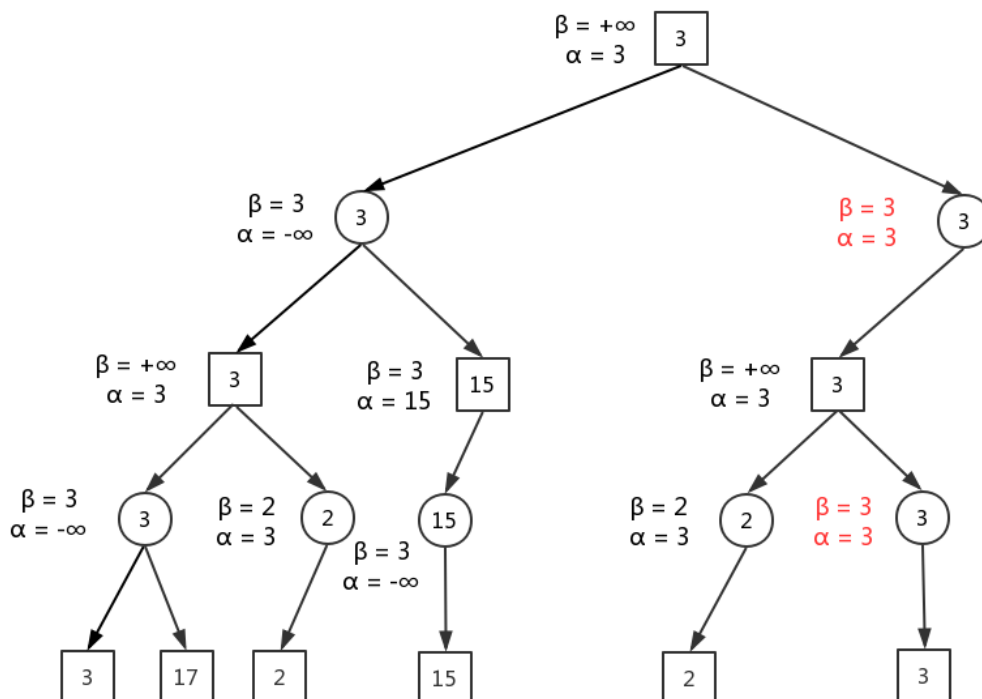 β = +∞
α = 3
3
β = 3
α = -∞
3
β = 3
α = 3
3
β = +∞
α = 3
3
β = 3
α = 15
15
β = +∞
α = 3
3
β = 3
α = -∞
3
β = 2
α = 3
2
β = 3
α = -∞
15
β = 2
α = 3
2
β = 3
α = 3
3
3
17
2
15
2
3